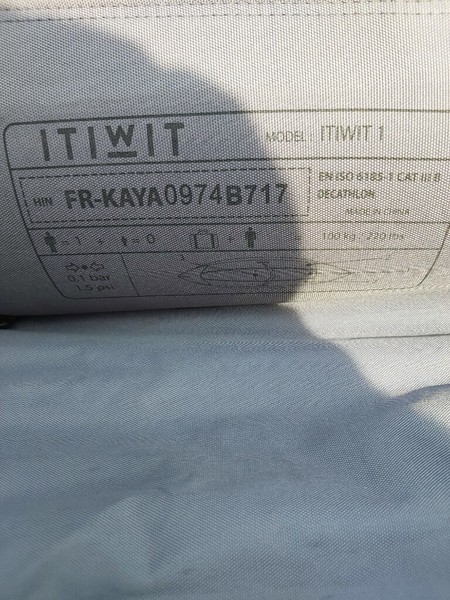 ITIWIT MODEL : ITIWIT 1
HIN FR-KAYA0974B717
EN ISO 6185-1 CAT III B
DECATHLON
MADE IN CHINA
= 1 + = 0 + = 100 kg - 220 lbs
0,1 bar
1.5 psi